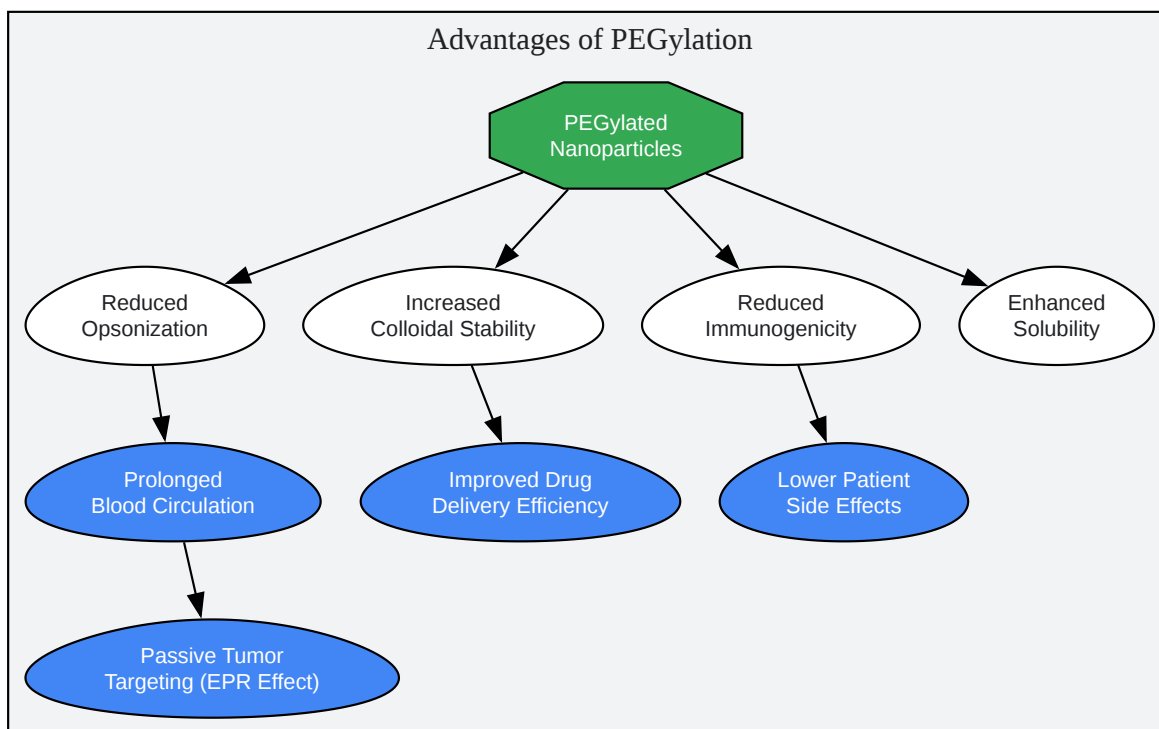 Advantages of PEGylation
PEGylated
Nanoparticles
Reduced
Opsonization
Increased
Colloidal Stability
Reduced
Immunogenicity
Enhanced
Solubility
Prolonged
Blood Circulation
Improved Drug
Delivery Efficiency
Lower Patient
Side Effects
Passive Tumor
Targeting (EPR Effect)